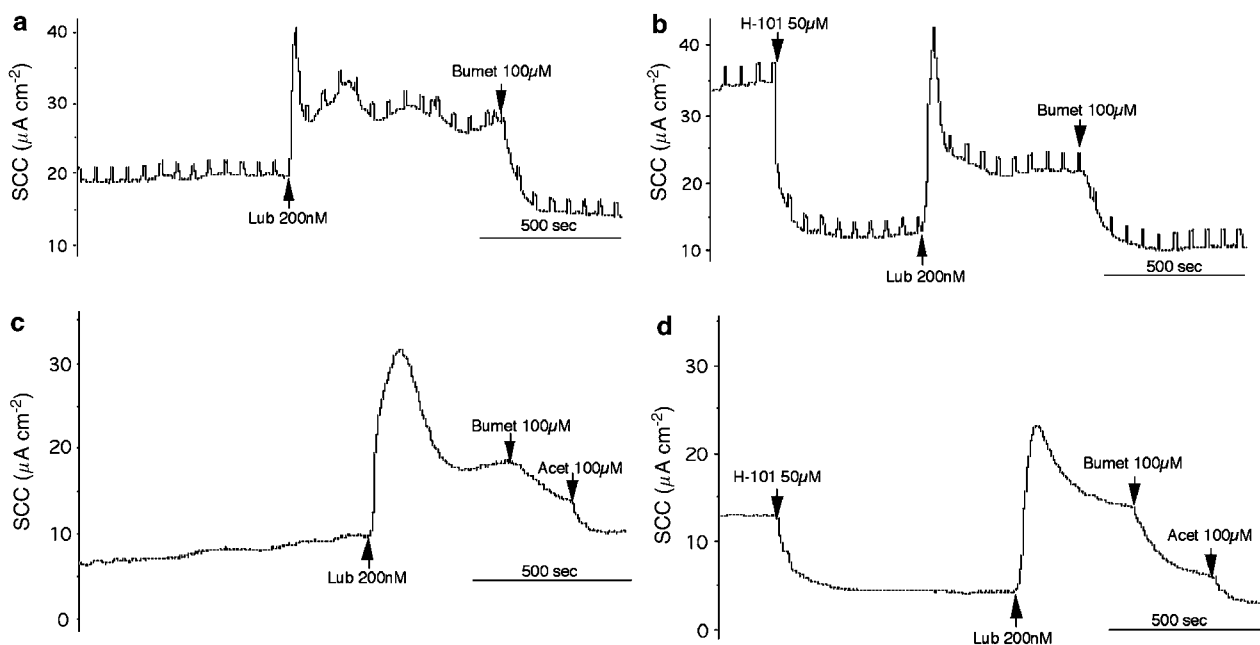 a
40
30
20
10
SCC (µA cm-2)
Lub 200nM
Bumet 100µM
500 sec
b
40
30
20
10
SCC (µA cm-2)
H-101 50µM
Lub 200nM
Bumet 100µM
500 sec
c
30
20
10
0
SCC (µA cm-2)
Lub 200nM
Bumet 100µM
Acet 100µM
500 sec
d
30
20
10
0
SCC (µA cm-2)
H-101 50µM
Lub 200nM
Bumet 100µM
Acet 100µM
500 sec